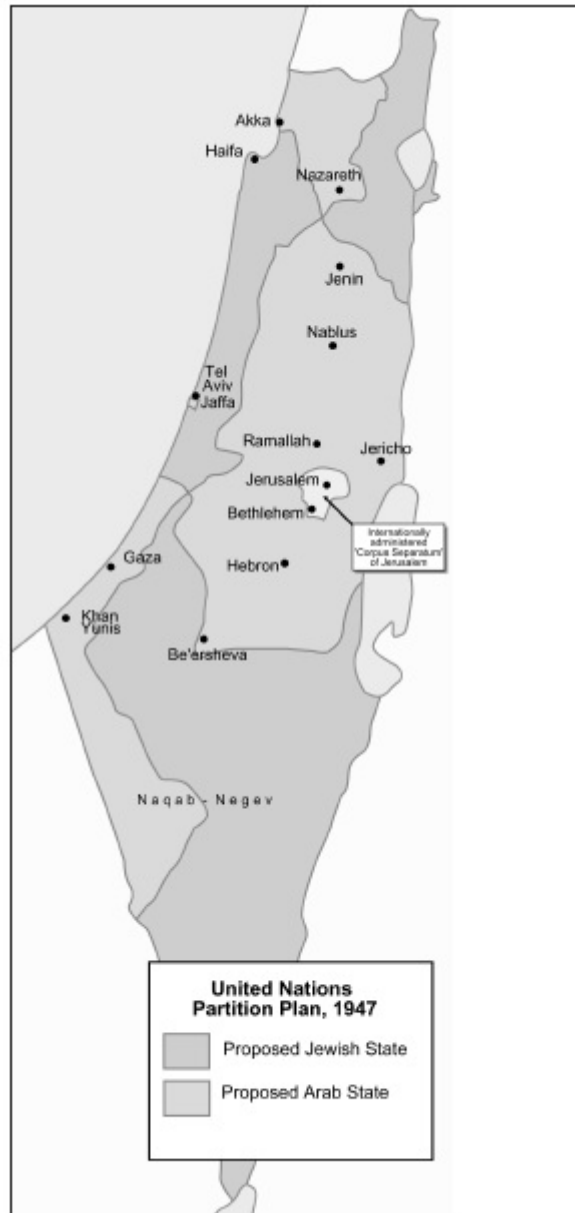 Akka
Haifa
Nazareth
Jenin
Nablus
Tel
Aviv
Jaffa
Ramallah
Jericho
Jerusalem
Bethlehem
Internationally
administered
'Corpus Separatum'
of Jerusalem
Gaza
Hebron
Khan
Yunis
Be'ersheva
Naqab - Negev
United Nations
Partition Plan, 1947
Proposed Jewish State
Proposed Arab State